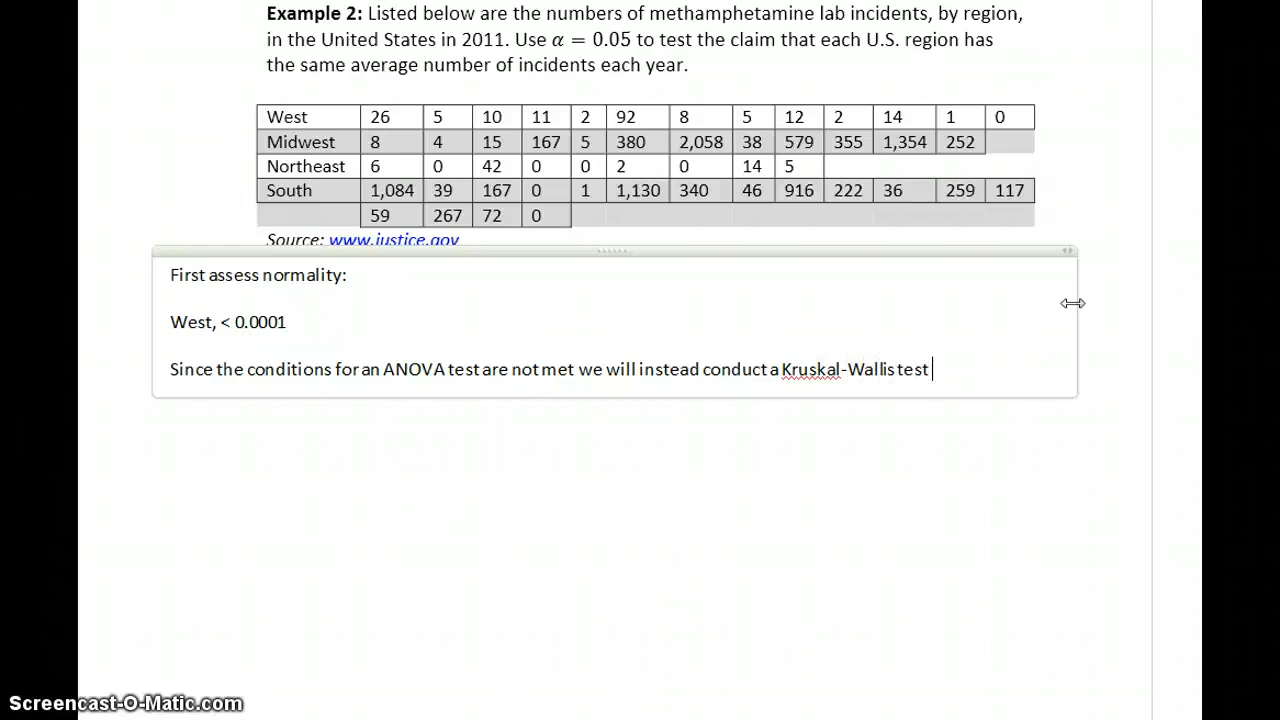 Example 2: Listed below are the numbers of methamphetamine lab incidents, by region,
in the United States in 2011. Use α = 0.05 to test the claim that each U.S. region has
the same average number of incidents each year.
West 26 5 10 11 2 92 8 5 12 2 14 1 0
Midwest 8 4 15 167 5 380 2,058 38 579 355 1,354 252
Northeast 6 0 42 0 0 2 0 14 5
South 1,084 39 167 0 1 1,130 340 46 916 222 36 259 117
59 267 72 0
Source: www.justice.gov
First assess normality:
West, < 0.0001
Since the conditions for an ANOVA test are not met we will instead conduct a Kruskal-Wallis test
Screencast-O-Matic.com